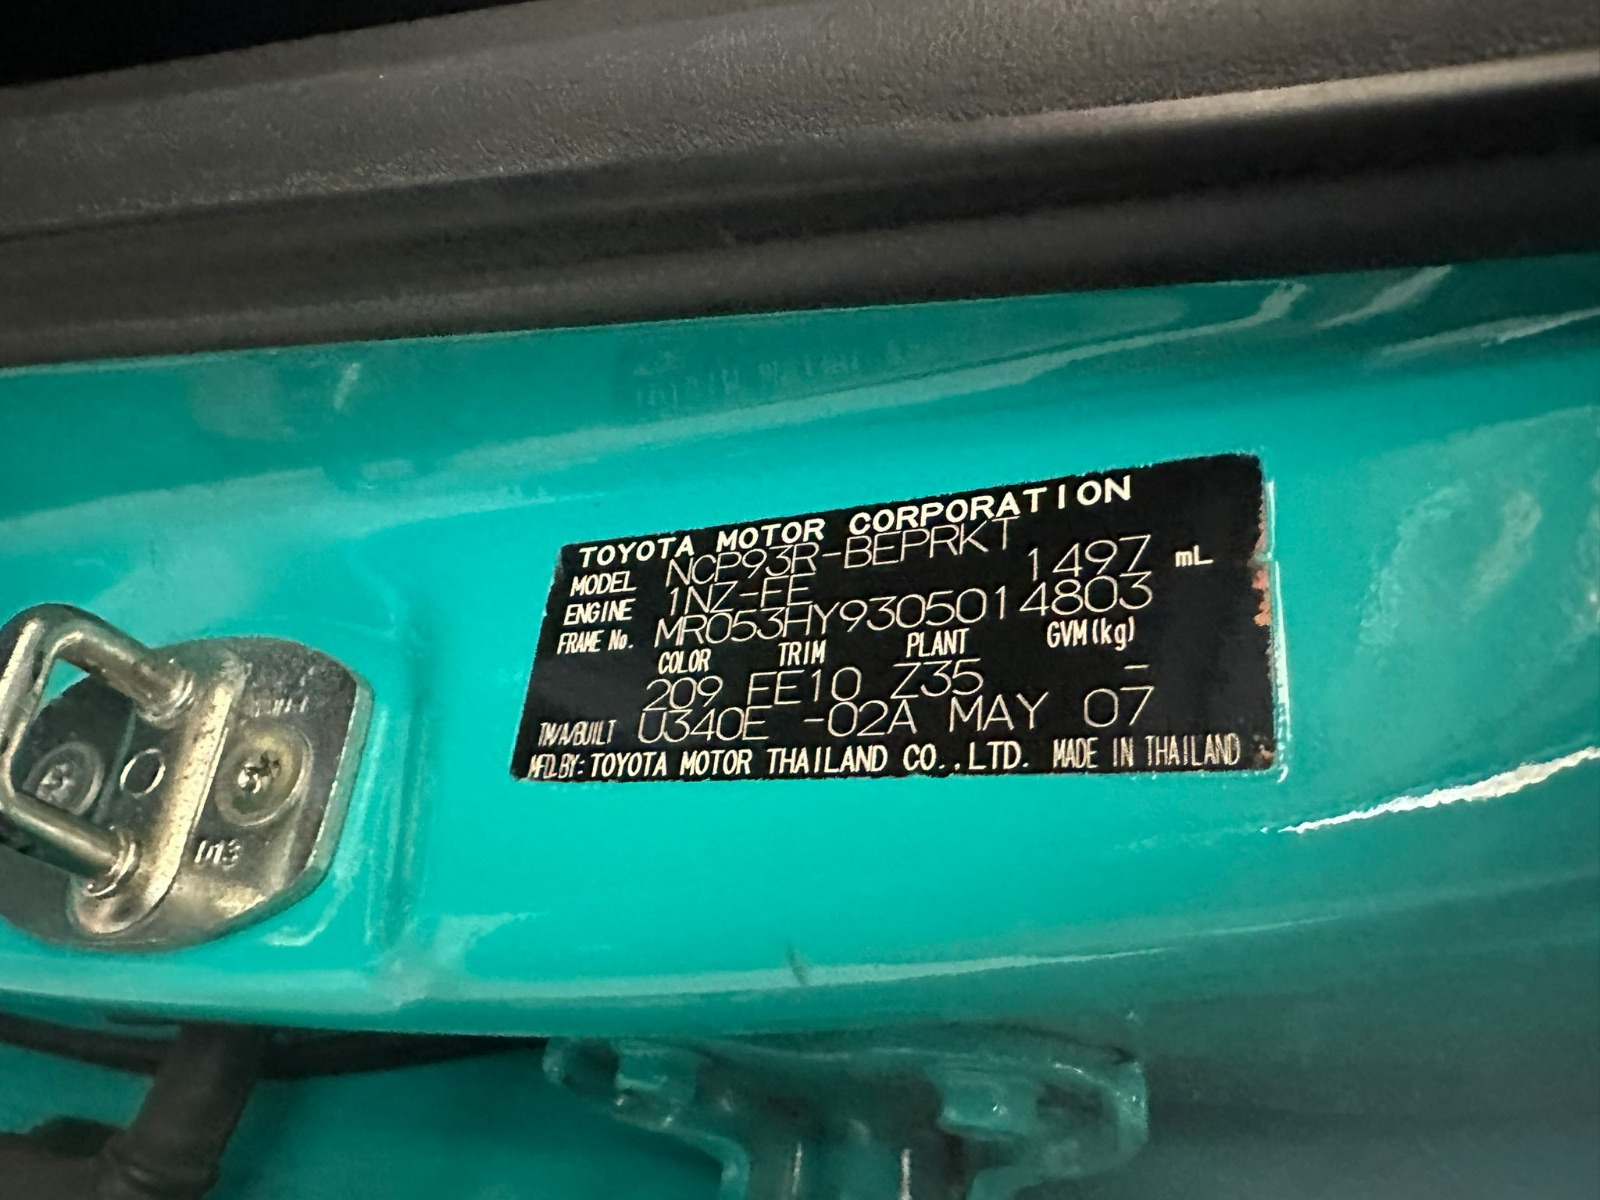 TOYOTA MOTOR CORPORATION
MODEL NCP93R-BEPRKT
ENGINE 1NZ-FE 1497 mL
FRAME No. MR053HY9305014803
COLOR TRIM PLANT GVM(kg)
209 FE10 Z35 -
TM/A/BUILT U340E -02A MAY 07
MFD.BY: TOYOTA MOTOR THAILAND CO.,LTD. MADE IN THAILAND
D13